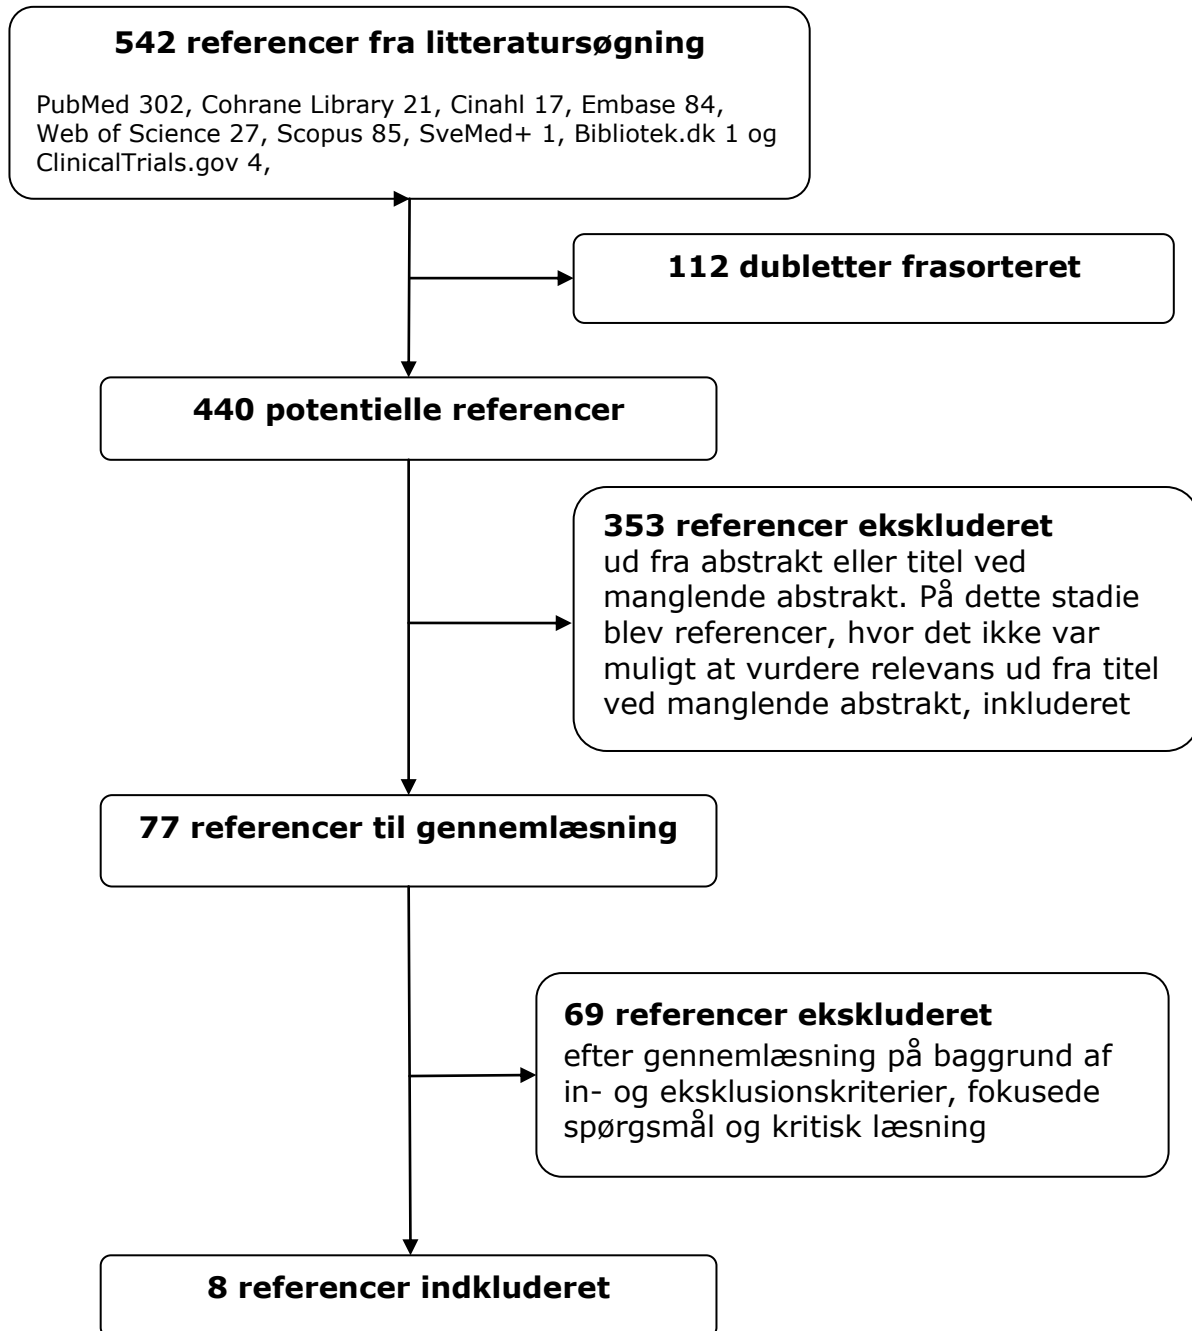 542 referencer fra litteratursøgning
PubMed 302, Cohrane Library 21, Cinahl 17, Embase 84,
Web of Science 27, Scopus 85, SveMed+ 1, Bibliotek.dk 1 og
ClinicalTrials.gov 4,
112 dubletter frasorteret
440 potentielle referencer
353 referencer ekskluderet
ud fra abstrakt eller titel ved
manglende abstrakt. På dette stadie
blev referencer, hvor det ikke var
muligt at vurdere relevans ud fra titel
ved manglende abstrakt, inkluderet
77 referencer til gennemlæsning
69 referencer ekskluderet
efter gennemlæsning på baggrund af
in- og eksklusionskriterier, fokusede
spørgsmål og kritisk læsning
8 referencer indkluderet